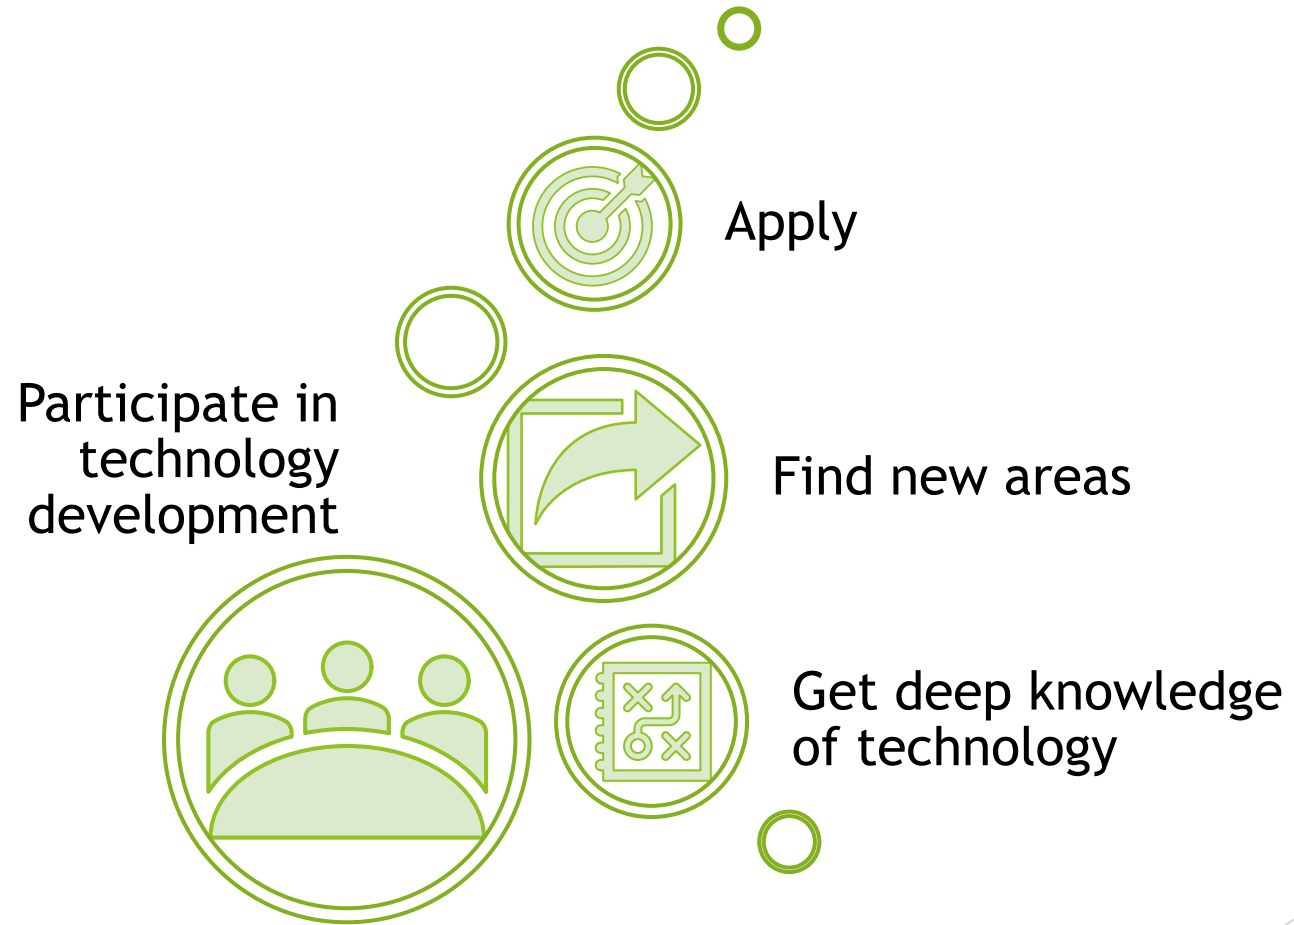 Apply
Participate in
technology
development
Find new areas
Get deep knowledge
of technology